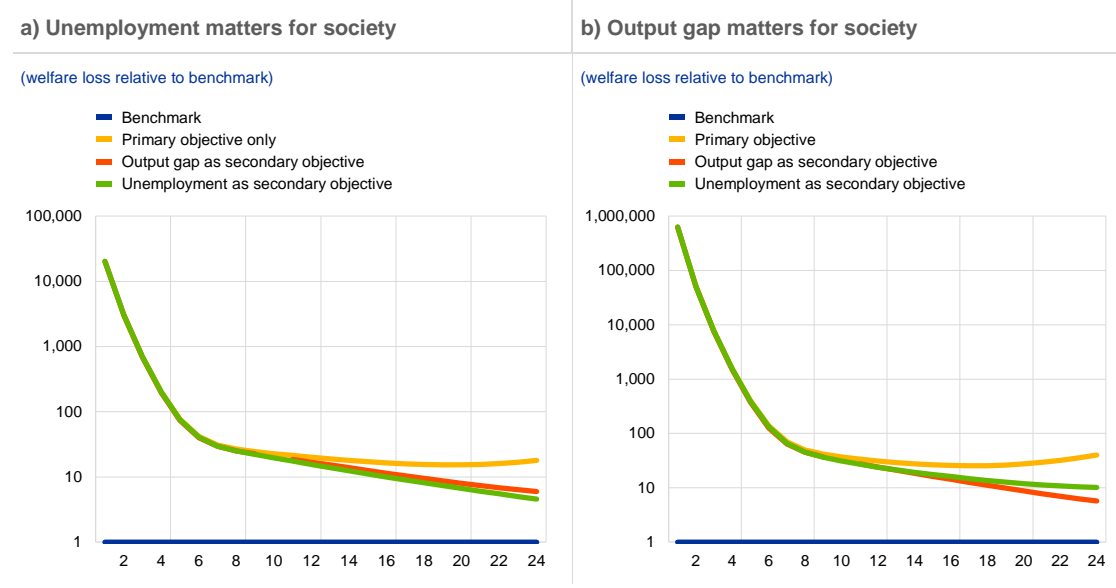 a) Unemployment matters for society
(welfare loss relative to benchmark)
Benchmark
Primary objective only
Output gap as secondary objective
Unemployment as secondary objective
100,000
10,000
1,000
100
10
1
2 4 6 8 10 12 14 16 18 20 22 24
b) Output gap matters for society
(welfare loss relative to benchmark)
Benchmark
Primary objective
Output gap as secondary objective
Unemployment as secondary objective
1,000,000
100,000
10,000
1,000
100
10
1
2 4 6 8 10 12 14 16 18 20 22 24